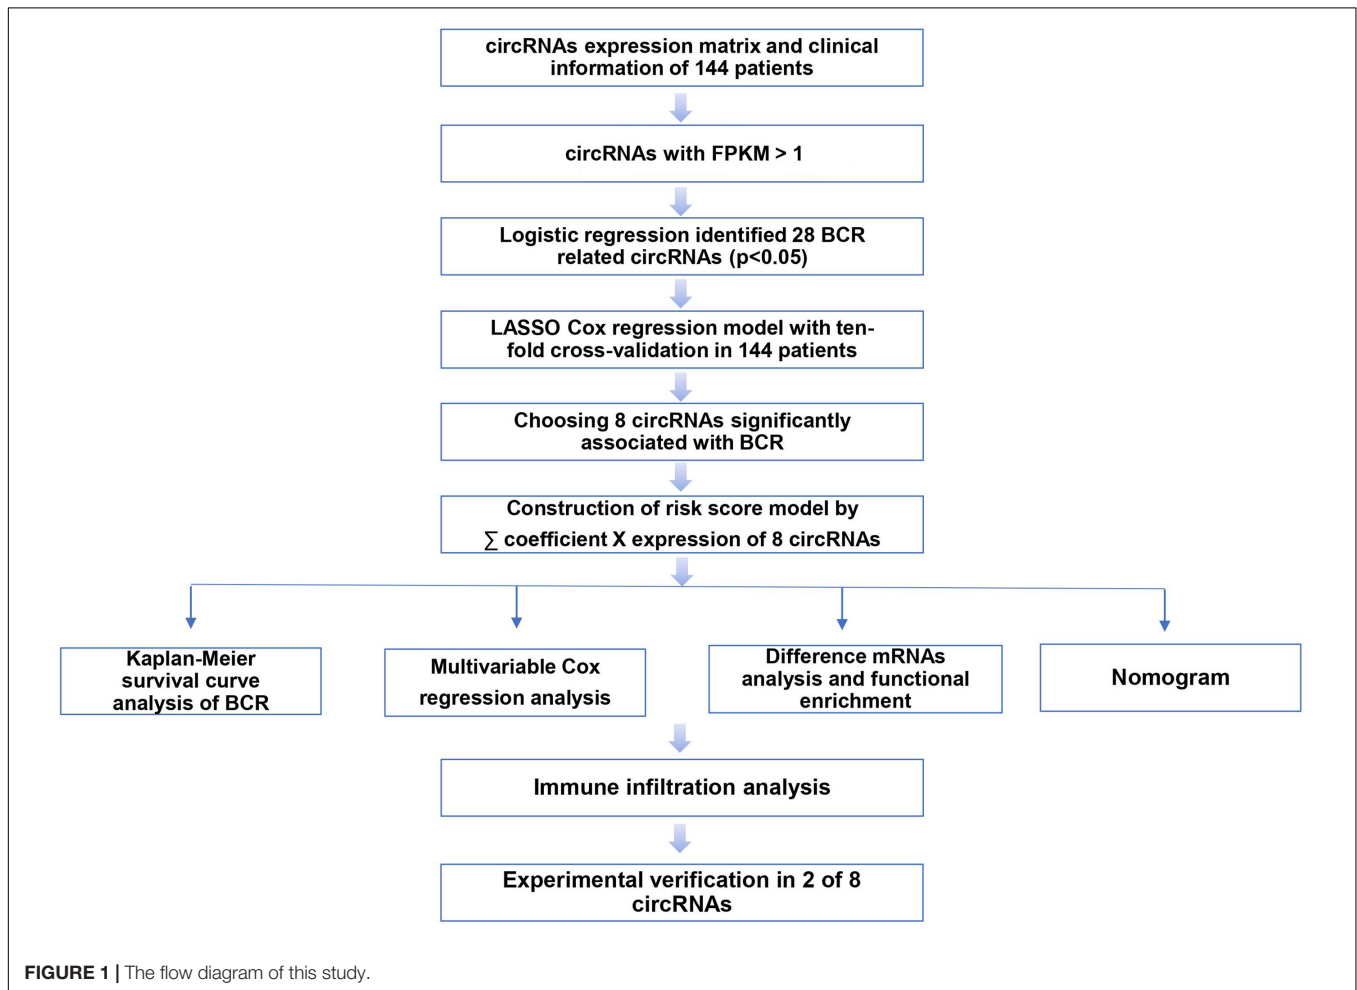 circRNAs expression matrix and clinical
information of 144 patients
circRNAs with FPKM > 1
Logistic regression identified 28 BCR
related circRNAs (p<0.05)
LASSO Cox regression model with ten-
fold cross-validation in 144 patients
Choosing 8 circRNAs significantly
associated with BCR
Construction of risk score model by
∑ coefficient X expression of 8 circRNAs
Kaplan-Meier
survival curve
analysis of BCR
Multivariable Cox
regression analysis
Difference mRNAs
analysis and functional
enrichment
Nomogram
Immune infiltration analysis
Experimental verification in 2 of 8
circRNAs
FIGURE 1 | The flow diagram of this study.